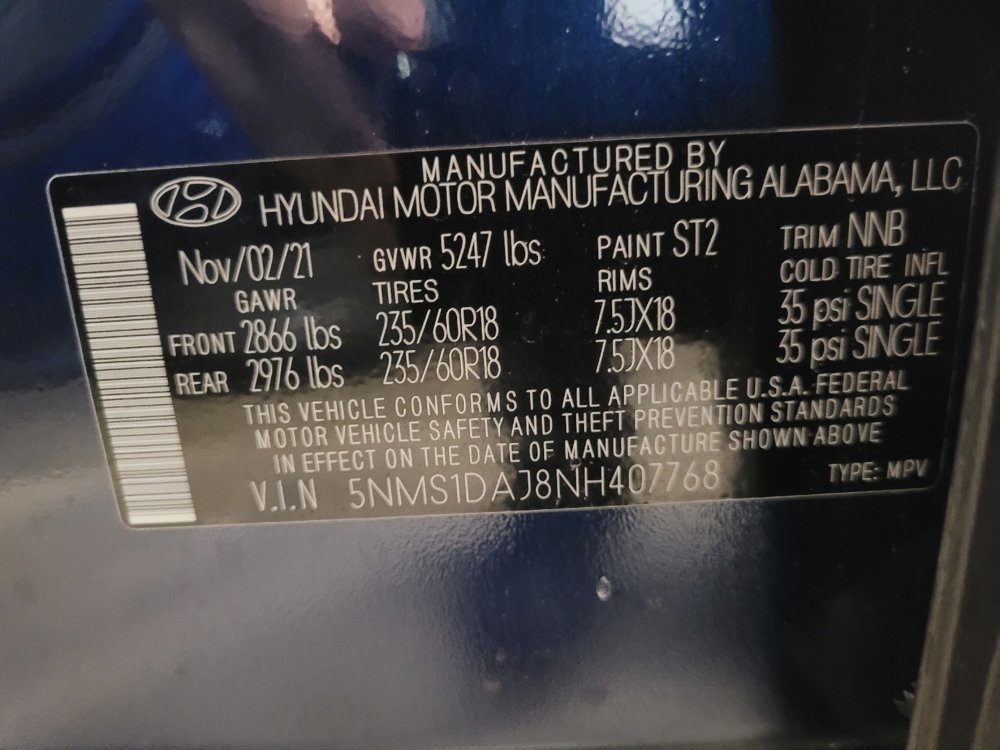 MANUFACTURED BY
HYUNDAI MOTOR MANUFACTURING ALABAMA, LLC
Nov/02/21 GVWR 5247 lbs PAINT ST2 TRIM NNB
GAWR TIRES RIMS COLD TIRE INFL
FRONT 2866 lbs 235/60R18 7.5JX18 35 psi SINGLE
REAR 2976 lbs 235/60R18 7.5JX18 35 psi SINGLE
THIS VEHICLE CONFORMS TO ALL APPLICABLE U.S.A. FEDERAL
MOTOR VEHICLE SAFETY AND THEFT PREVENTION STANDARDS
IN EFFECT ON THE DATE OF MANUFACTURE SHOWN ABOVE
V.I.N 5NMS1DAJ8NH407768 TYPE: MPV